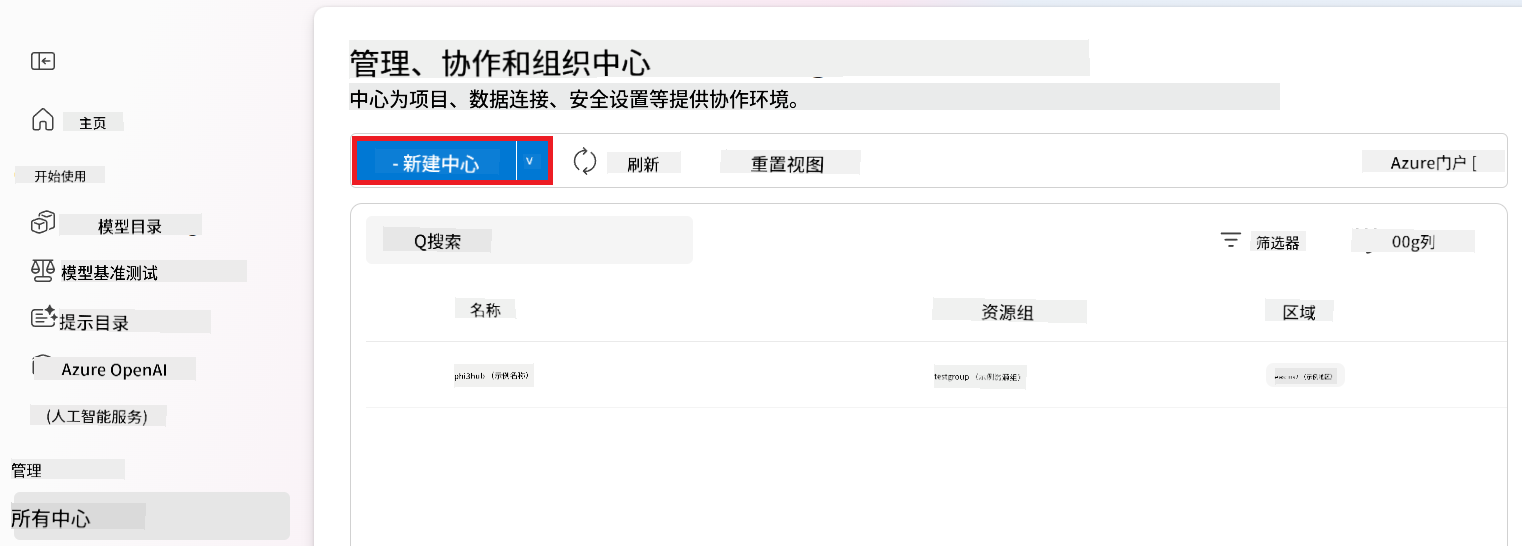 主页
开始使用
模型目录
模型基准测试
提示目录
Azure OpenAI
(人工智能服务)
管理
所有中心
管理、协作和组织中心
中心为项目、数据连接、安全设置等提供协作环境。
- 新建中心 v
刷新
重置视图
Azure门户 [
Q搜索
筛选器
00g列
名称
资源组
区域
phi3hub（示例名称）
testgroup（示例资源组）